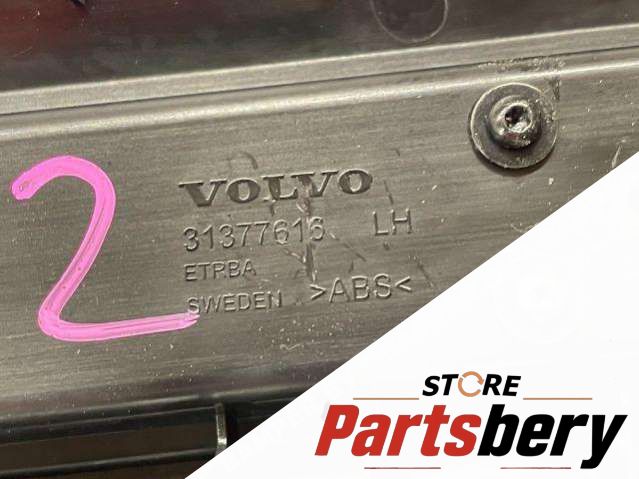 2
VOLVO
31377616 LH
ETRBA
SWEDEN >ABS<
STORE
Partsbery